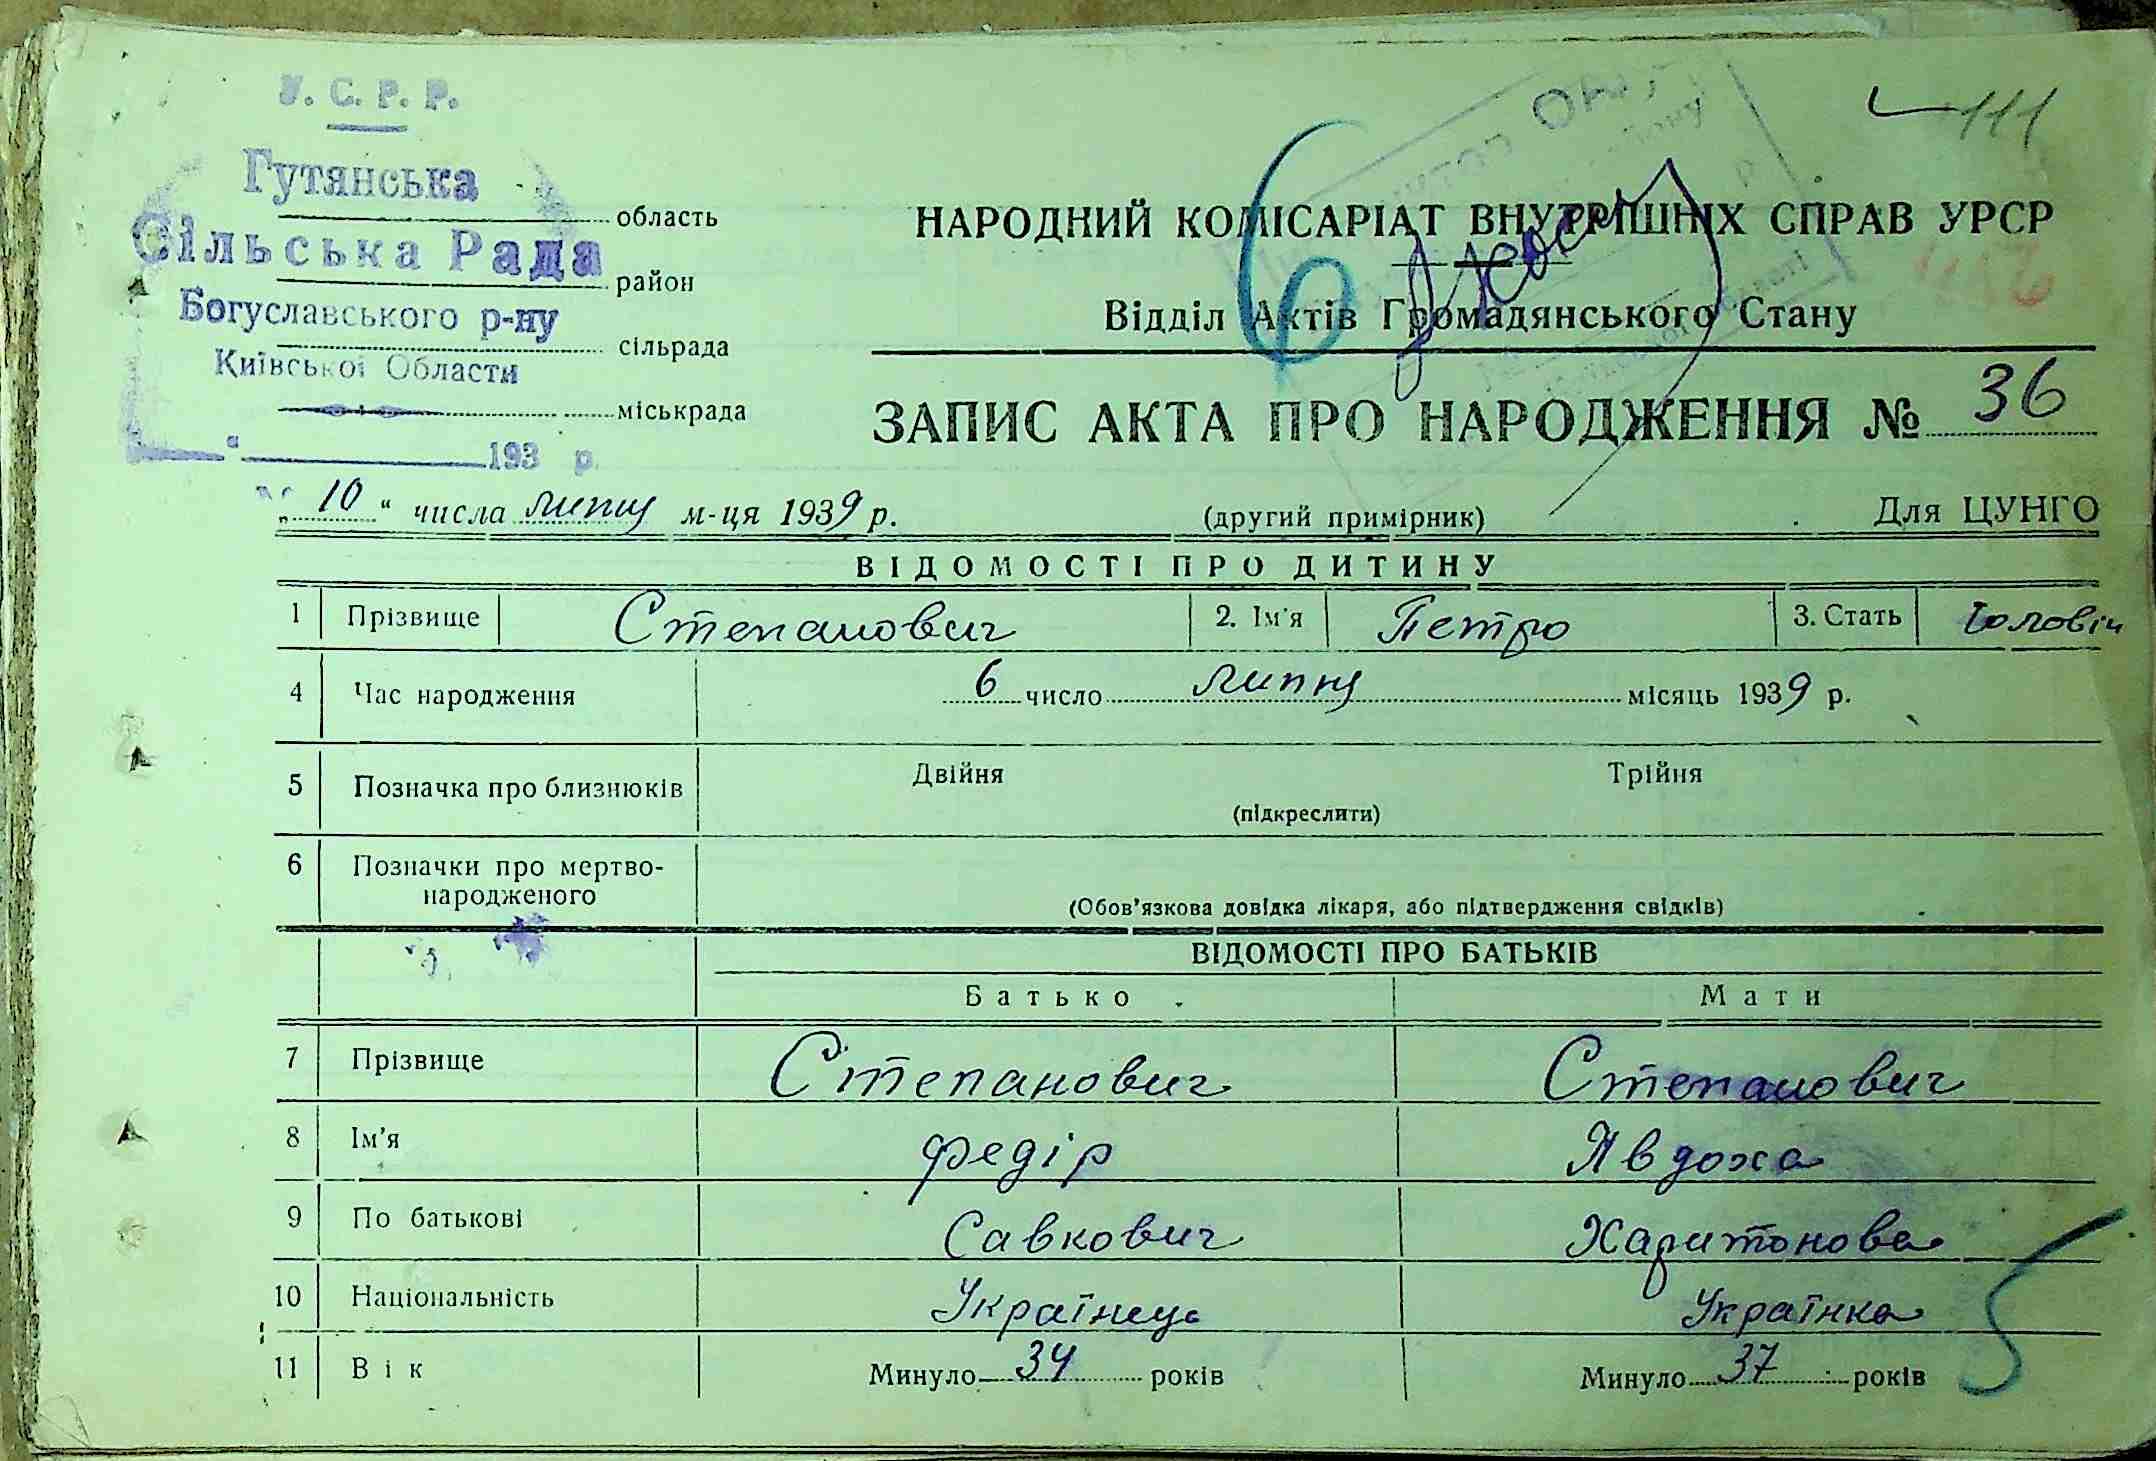 У. С. Р. Р.
Гутянська
область
Сільська Рада
район
Богуславського р-ну
сільрада
Київської Области
міськрада
193 р.
111
НАРОДНИЙ КОМІСАРІАТ ВНУТРІШНІХ СПРАВ УРСР
Відділ Актів Громадянського Стану
ЗАПИС АКТА ПРО НАРОДЖЕННЯ № 36
„10“ числа липня м-ця 1939 р. (другий примірник) Для ЦУНГО
ВІДОМОСТІ ПРО ДИТИНУ
1 Прізвище Степанович 2. Ім'я Петро 3. Стать Чоловіч
4 Час народження 6 число липня місяць 1939 р.
5 Позначка про близнюків Двійня Трійня
(підкреслити)
6 Позначки про мертво-
народженого
(Обов'язкова довідка лікаря, або підтвердження свідків)
ВІДОМОСТІ ПРО БАТЬКІВ
Батько Мати
7 Прізвище Степанович Степанович
8 Ім'я Федір Явдоха
9 По батькові Савкович Харитонова
10 Національність Українець Українка
11 Вік Минуло 34 років Минуло 37 років